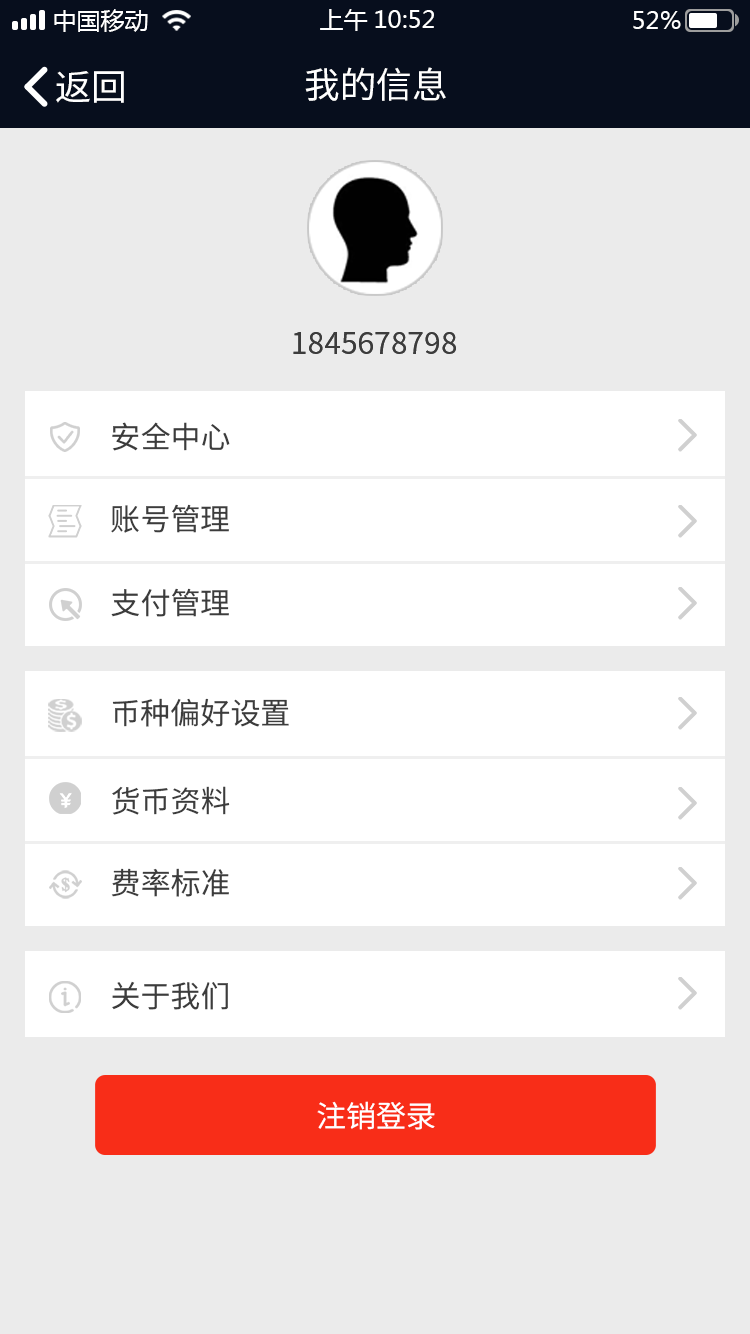 中国移动 上午 10:52 52%
返回 我的信息
1845678798
安全中心
账号管理
支付管理
币种偏好设置
货币资料
费率标准
关于我们
注销登录